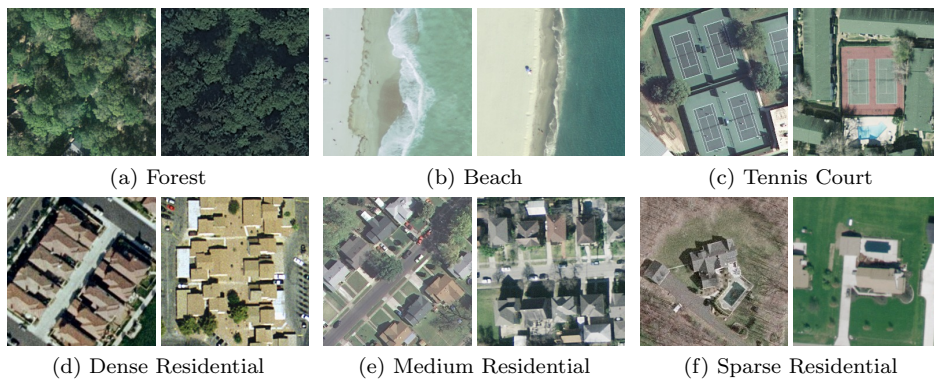 (a) Forest
(b) Beach
(c) Tennis Court
(d) Dense Residential
(e) Medium Residential
(f) Sparse Residential